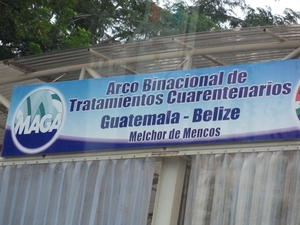 MAGA
Arco Binacional de
Tratamientos Cuarentenarios
Guatemala - Belize
Melchor de Mencos